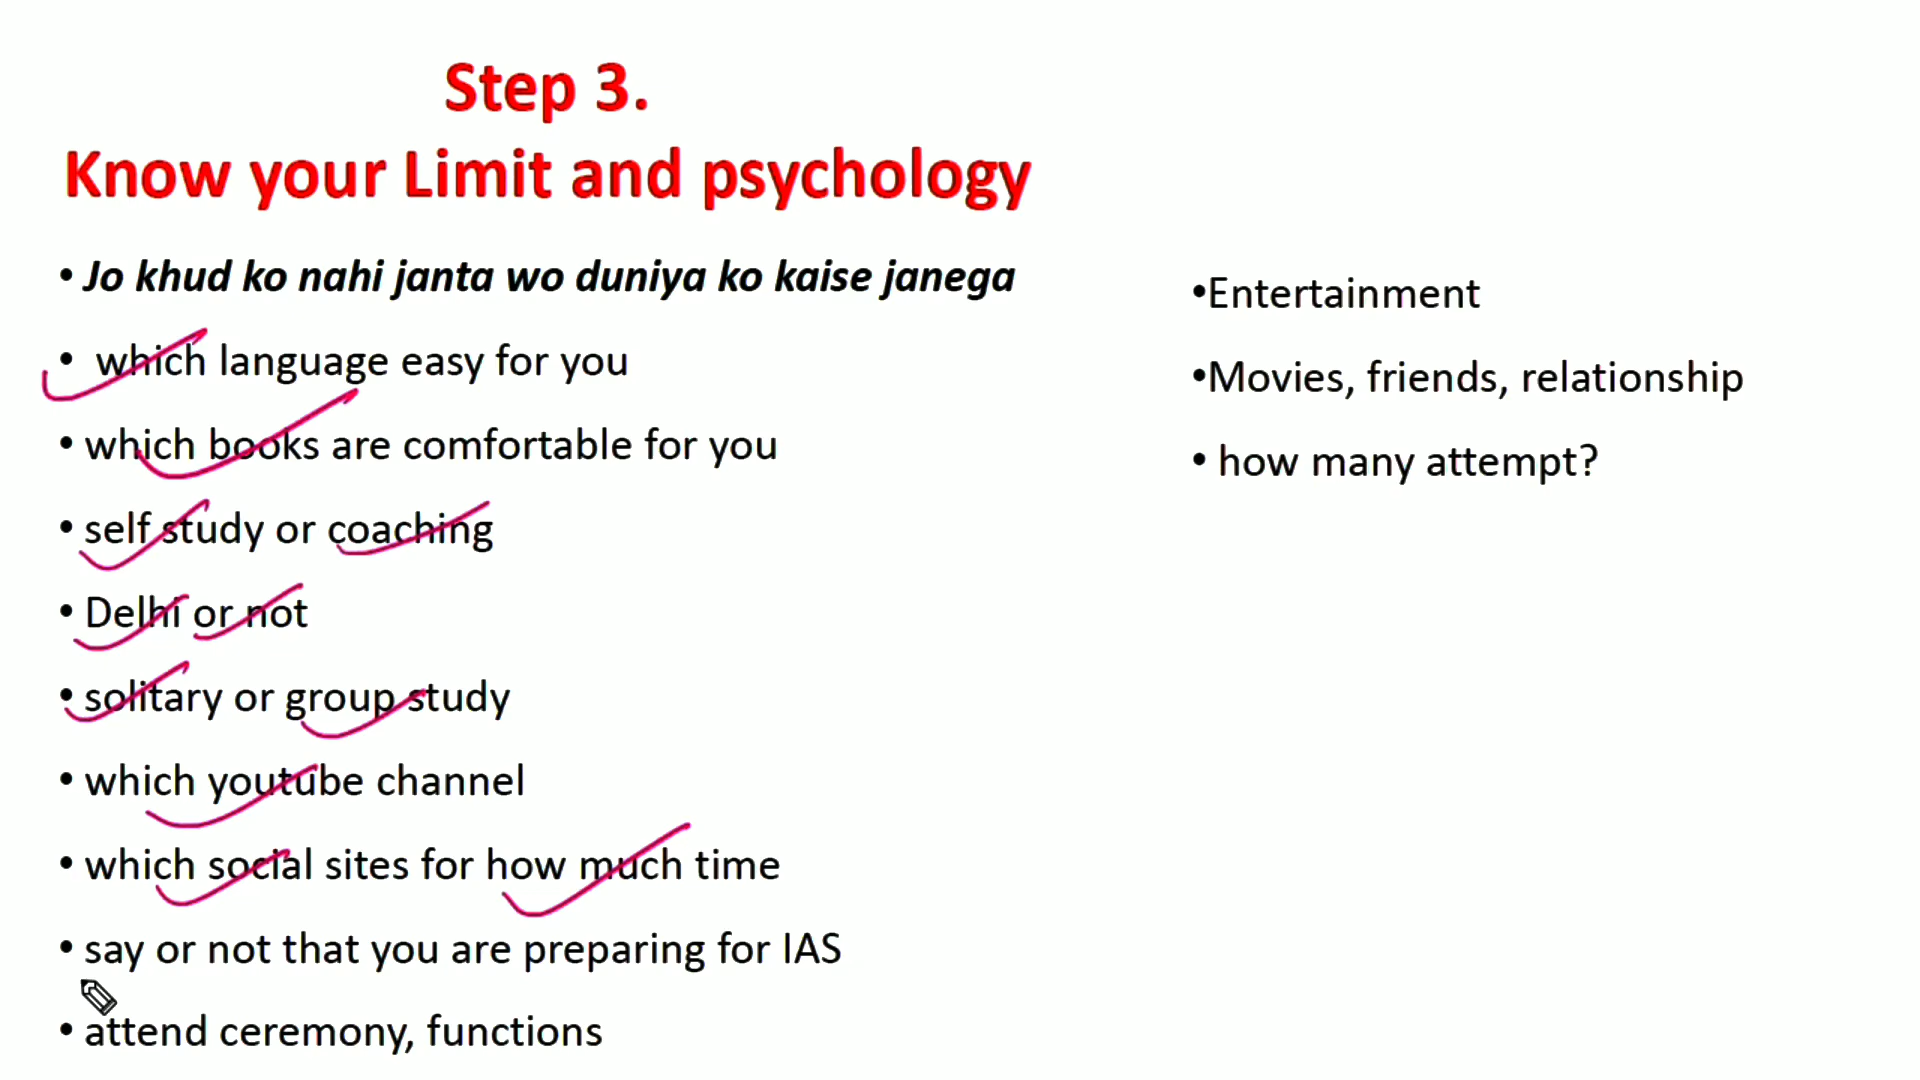 Step 3.
Know your Limit and psychology
• Jo khud ko nahi janta wo duniya ko kaise janega
• which language easy for you
• which books are comfortable for you
• self study or coaching
• Delhi or not
• solitary or group study
• which youtube channel
• which social sites for how much time
• say or not that you are preparing for IAS
• attend ceremony, functions
•Entertainment
•Movies, friends, relationship
• how many attempt?